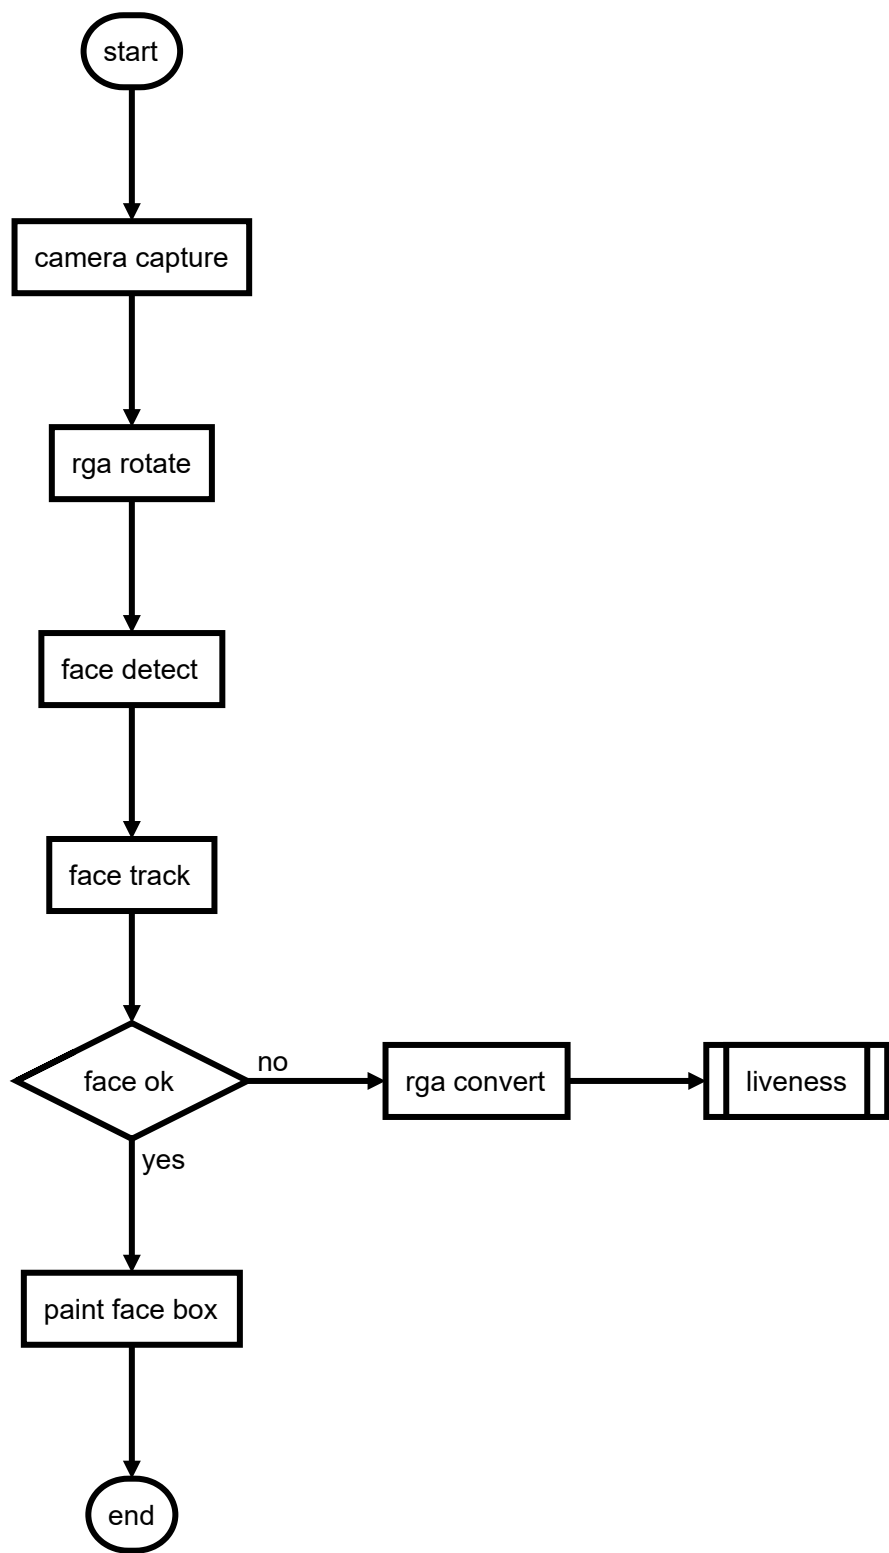 start
camera capture
rga rotate
face detect
face track
face ok
no
rga convert
liveness
yes
paint face box
end